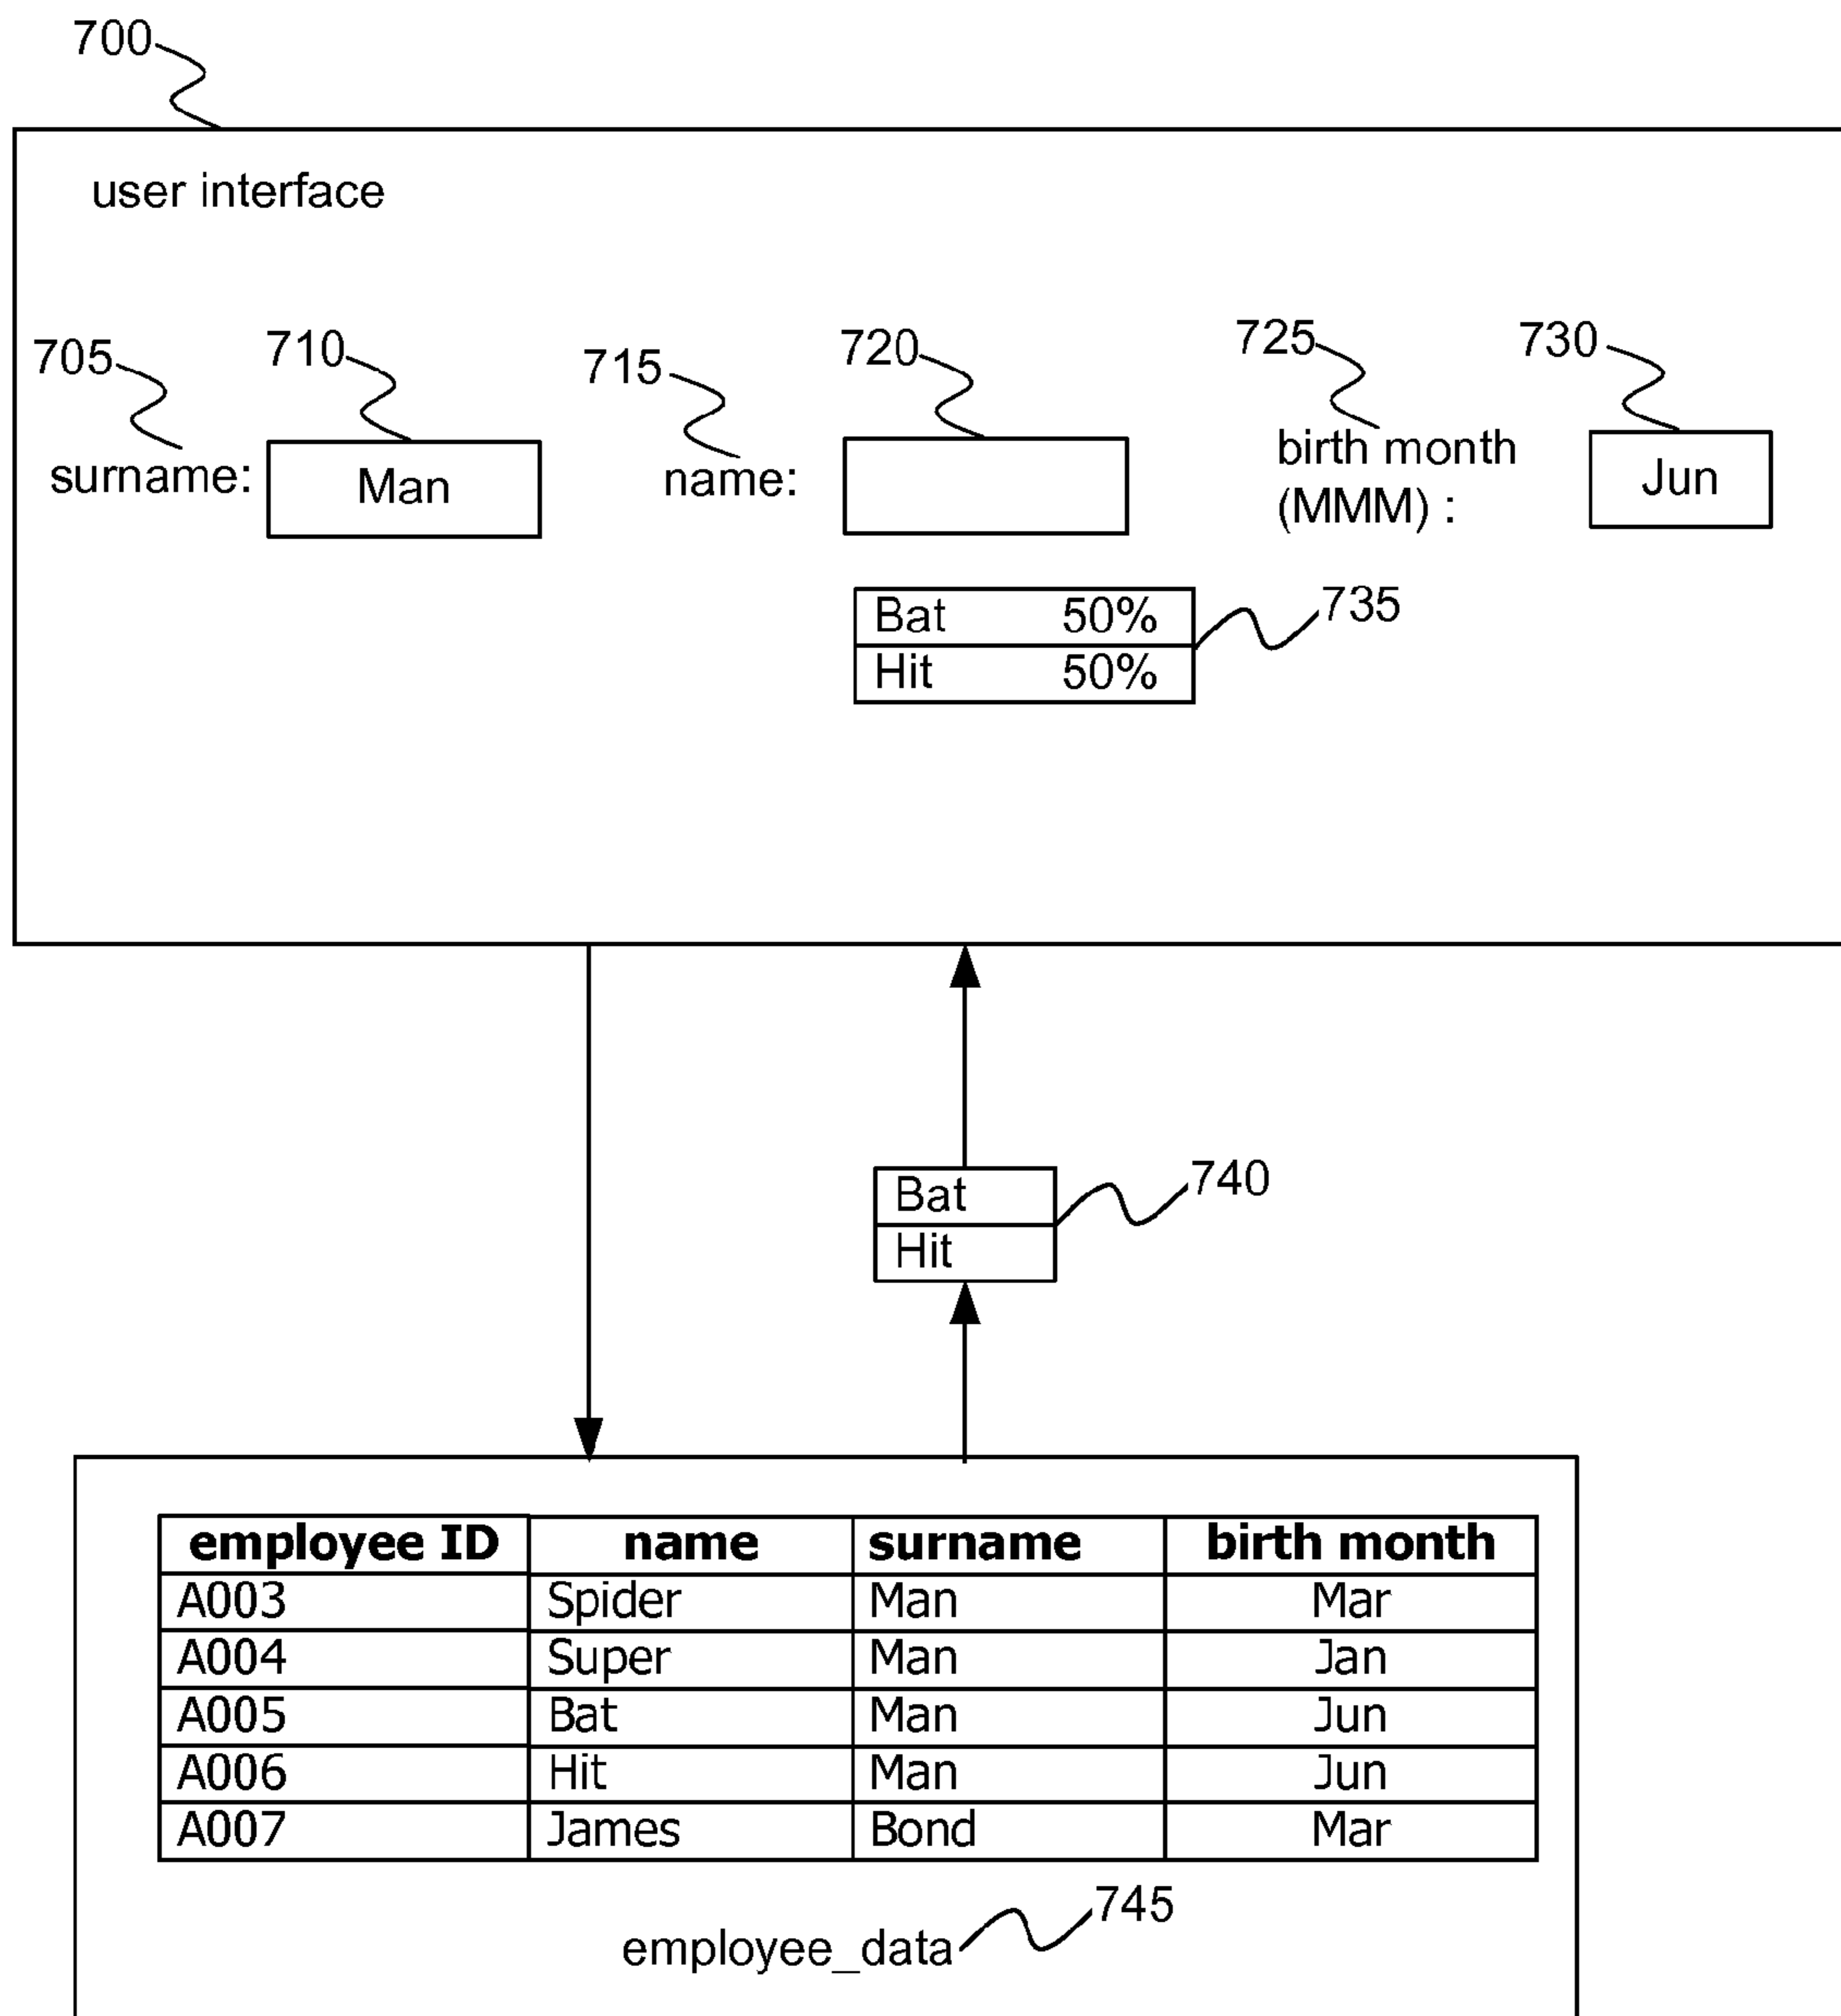 700
user interface
705
710
715
720
725
730
surname:
Man
name:
birth month
(MMM) :
Jun
Bat 50%
Hit 50%
735
Bat
Hit
740
employee ID name surname birth month
A003 Spider Man Mar
A004 Super Man Jan
A005 Bat Man Jun
A006 Hit Man Jun
A007 James Bond Mar
745
employee_data